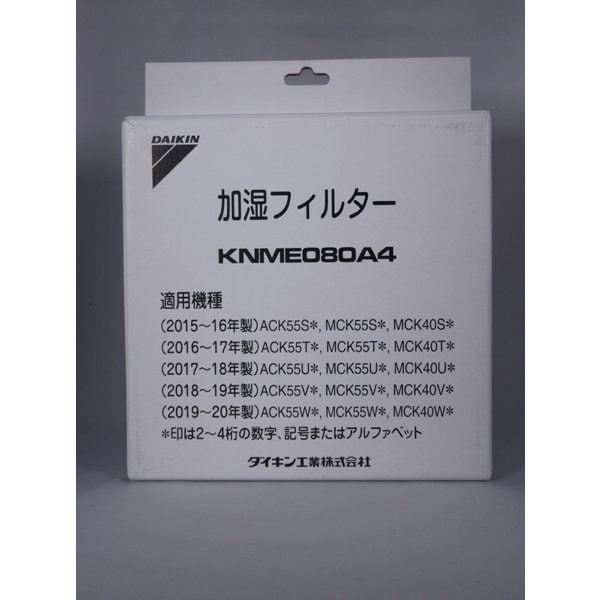 DAIKIN
加湿フィルター
KNME080A4
適用機種
(2015～16年製)ACK55S*, MCK55S*, MCK40S*
(2016～17年製)ACK55T*, MCK55T*, MCK40T*
(2017～18年製)ACK55U*, MCK55U*, MCK40U*
(2018～19年製)ACK55V*, MCK55V*, MCK40V*
(2019～20年製)ACK55W*, MCK55W*, MCK40W*
*印は2～4桁の数字、記号またはアルファベット
ダイキン工業株式会社